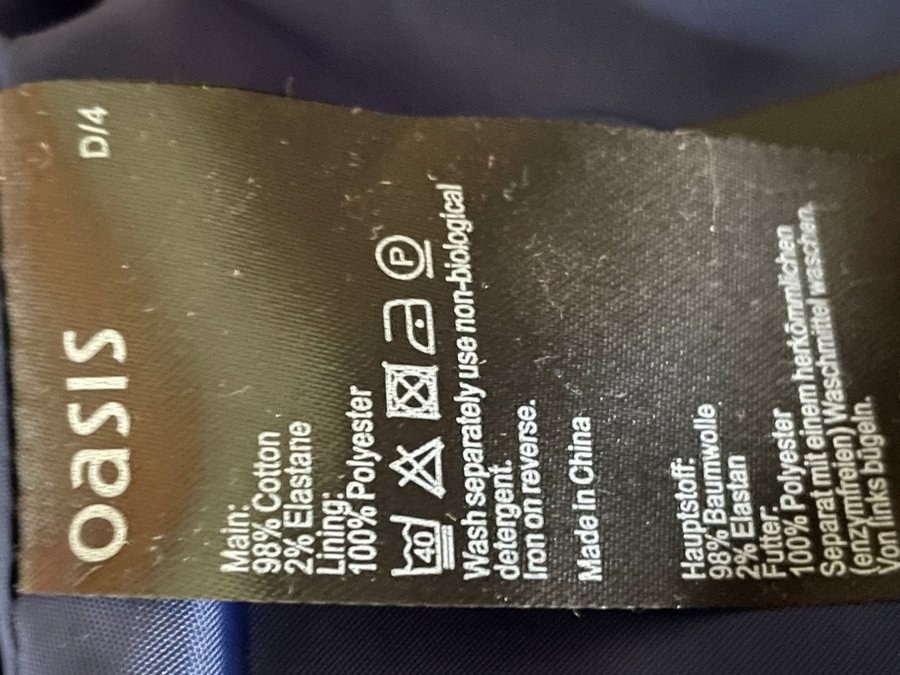 oasis
D/4
Main:
98% Cotton
2% Elastane
Lining:
100% Polyester
40 P
Wash separately use non-biological
detergent.
Iron on reverse.
Made in China
Hauptstoff:
98% Baumwolle
2% Elastan
Futter:
100% Polyester
Separat mit einem herkömmlichen
(enzymfreien) Waschmittel waschen.
Von links bügeln.